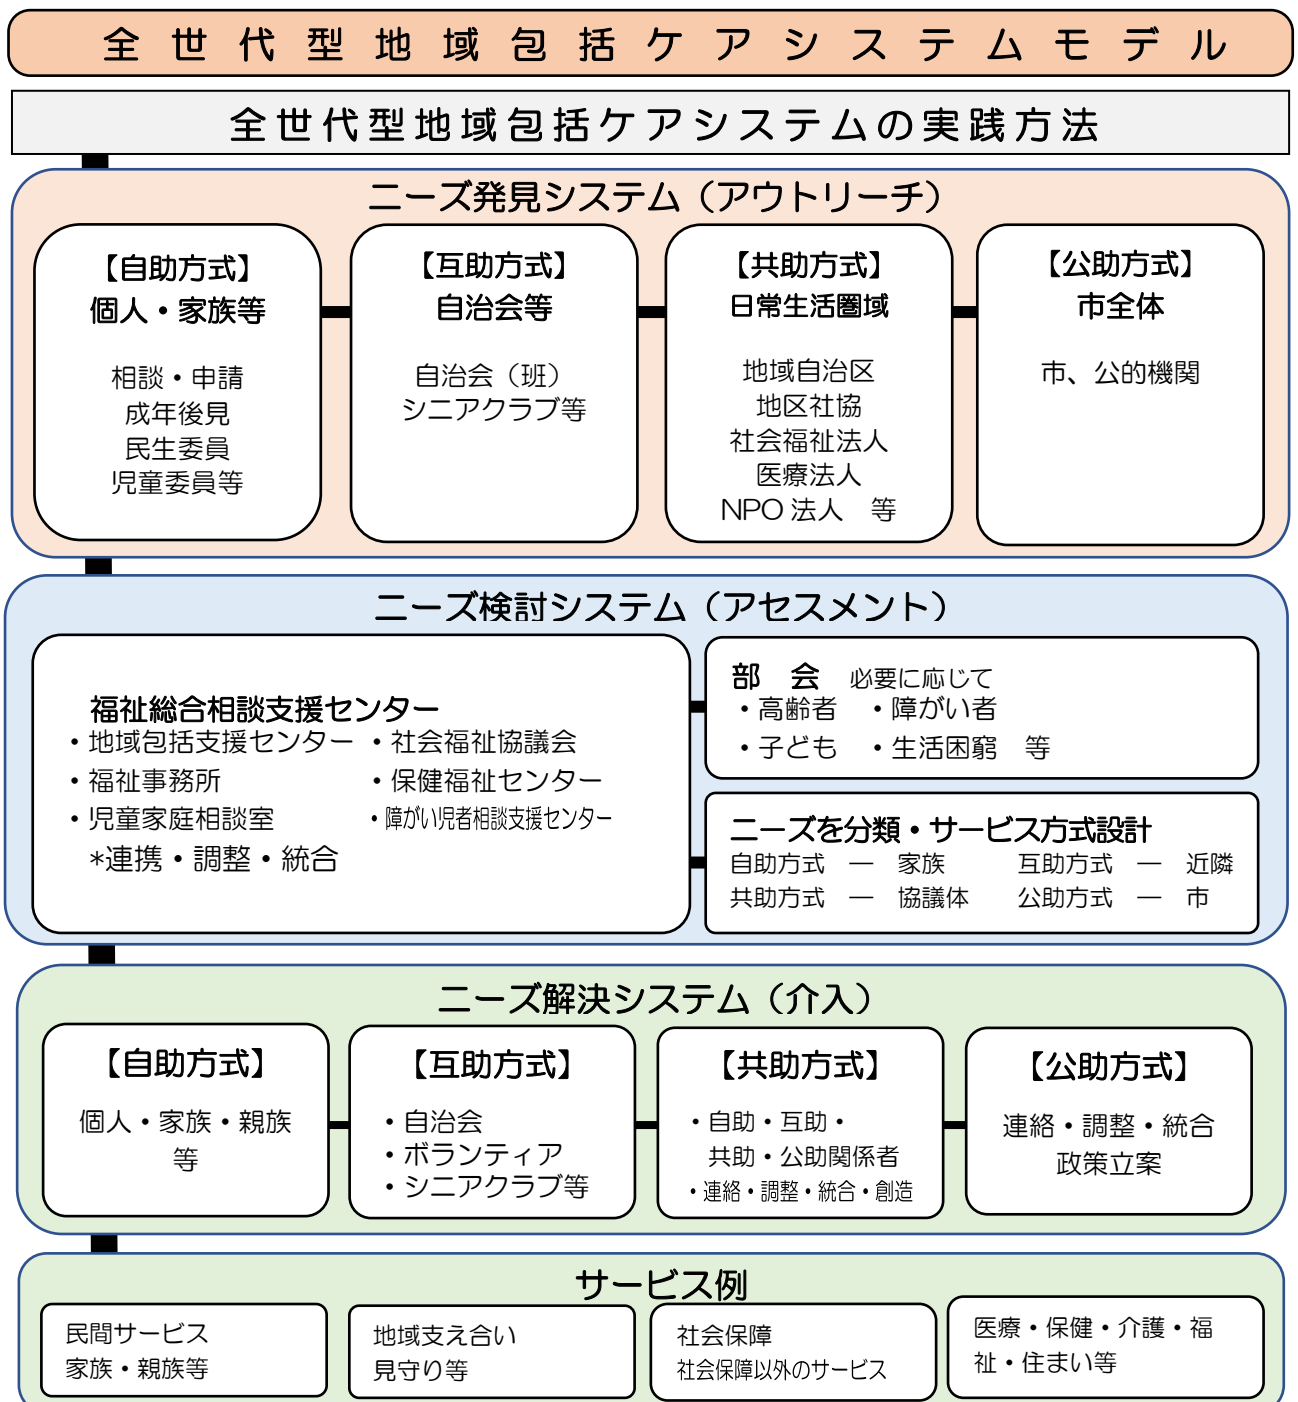 全世代型地域包括ケアシステムモデル
全世代型地域包括ケアシステムの実践方法
ニーズ発見システム（アウトリーチ）
【自助方式】
個人・家族等
相談・申請
成年後見
民生委員
児童委員等
【互助方式】
自治会等
自治会（班）
シニアクラブ等
【共助方式】
日常生活圏域
地域自治区
地区社協
社会福祉法人
医療法人
NPO 法人　等
【公助方式】
市全体
市、公的機関
ニーズ検討システム（アセスメント）
福祉総合相談支援センター
・地域包括支援センター ・社会福祉協議会
・福祉事務所　・保健福祉センター
・児童家庭相談室　・障がい児者相談支援センター
*連携・調整・統合
部　会　必要に応じて
・高齢者　・障がい者
・子ども　・生活困窮　等
ニーズを分類・サービス方式設計
自助方式　―　家族　　互助方式　―　近隣
共助方式　―　協議体　　公助方式　―　市
ニーズ解決システム（介入）
【自助方式】
個人・家族・親族
等
【互助方式】
・自治会
・ボランティア
・シニアクラブ等
【共助方式】
・自助・互助・
共助・公助関係者
・連絡・調整・統合・創造
【公助方式】
連絡・調整・統合
政策立案
サービス例
民間サービス
家族・親族等
地域支え合い
見守り等
社会保障
社会保障以外のサービス
医療・保健・介護・福
祉・住まい等